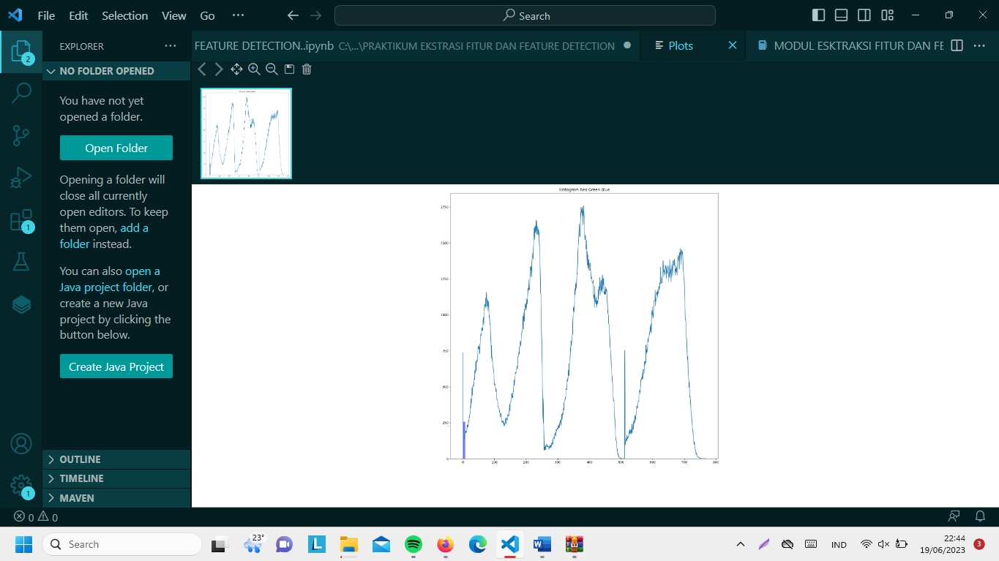 File Edit Selection View Go ···
Search
2
EXPLORER ···
NO FOLDER OPENED
You have not yet
opened a folder.
Open Folder
Opening a folder will
close all currently
open editors. To keep
them open, add a
folder instead.
You can also open a
Java project folder, or
create a new Java
project by clicking the
button below.
Create Java Project
1
1
OUTLINE
TIMELINE
MAVEN
FEATURE DETECTION..ipynb C:\...\PRAKTIKUM EKSTRASI FITUR DAN FEATURE DETECTION
Plots
MODUL ESKTRAKSI FITUR DAN FE
Histogram Red Green Blue
1750
1500
1250
1000
750
500
250
0
0 100 200 300 400 500 600 700 800
0 0
Search
23°
IND
22:44
19/06/2023
3